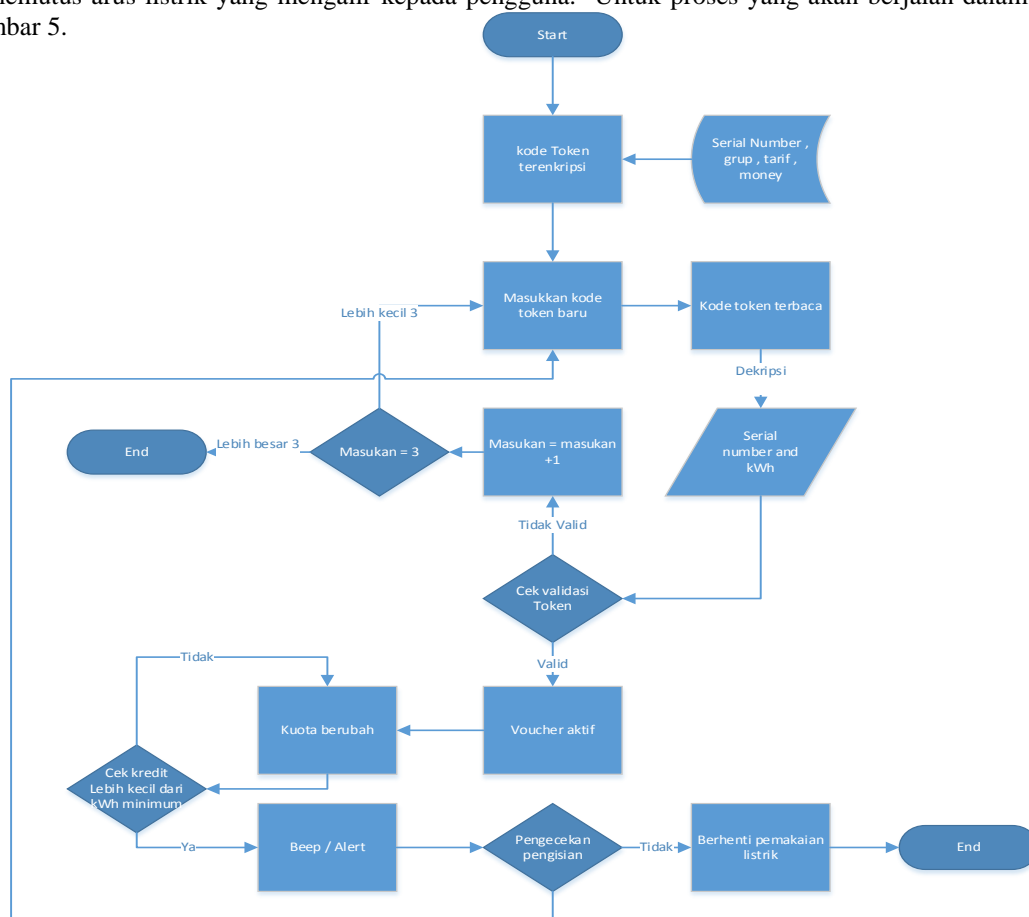 memutus arus listrik yang mengalir kepada pengguna. Untuk proses yang akan berjalan dalam
bar 5.
Start
kode Token
terenkripsi
Serial Number ,
grup , tarif ,
money
Masukkan kode
token baru
Kode token terbaca
Lebih kecil 3
Dekripsi
End
Lebih besar 3
Masukan = 3
Masukan = masukan
+1
Serial
number and
kWh
Tidak Valid
Cek validasi
Token
Valid
Tidak
Kuota berubah
Voucher aktif
Cek kredit
Lebih kecil dari
kWh minimum
Ya
Beep / Alert
Pengecekan
pengisian
Tidak
Berhenti pemakaian
listrik
End